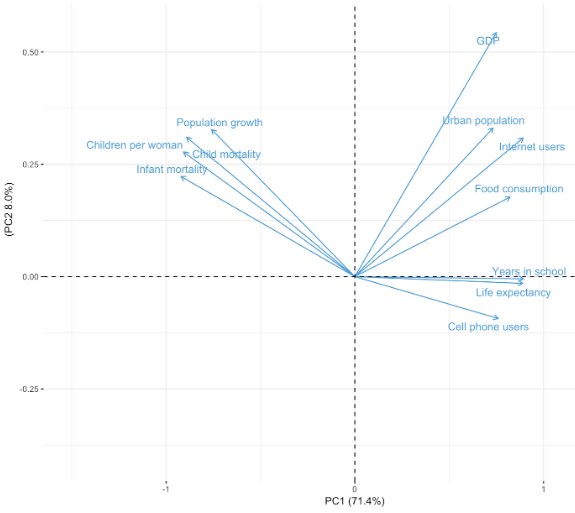 GDP
0.50
Population growth
Urban population
Children per woman
Internet users
Child mortality
0.25
Infant mortality
Food consumption
(PC2 8.0%)
Years in school
0.00
Life expectancy
Cell phone users
-0.25
-1
0
1
PC1 (71.4%)